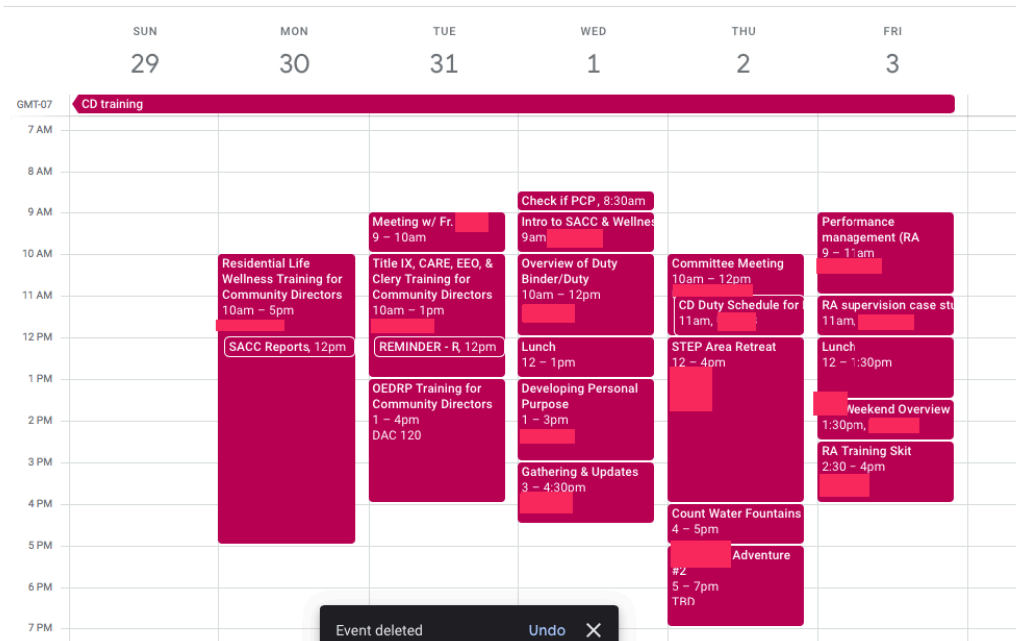 SUN
29
MON
30
TUE
31
WED
1
THU
2
FRI
3
GMT-07
CD training
7 AM
8 AM
9 AM
10 AM
11 AM
12 PM
1 PM
2 PM
3 PM
4 PM
5 PM
6 PM
7 PM
Residential Life
Wellness Training for
Community Directors
10am – 5pm
SACC Reports, 12pm
Meeting w/ Fr.
9 – 10am
Title IX, CARE, EEO, &
Clery Training for
Community Directors
10am – 1pm
REMINDER - R, 12pm
OEDRP Training for
Community Directors
1 – 4pm
DAC 120
Check if PCP, 8:30am
Intro to SACC & Wellnes
9am
Overview of Duty
Binder/Duty
10am – 12pm
Lunch
12 – 1pm
Developing Personal
Purpose
1 – 3pm
Gathering & Updates
3 – 4:30pm
Committee Meeting
10am – 12pm
CD Duty Schedule for
11am,
STEP Area Retreat
12 – 4pm
Count Water Fountains
4 – 5pm
Adventure
#2
5 – 7pm
TBD
Performance
management (RA
9 – 11am
RA supervision case stu
11am,
Lunch
12 – 1:30pm
Weekend Overview
1:30pm,
RA Training Skit
2:30 – 4pm
Event deleted
Undo